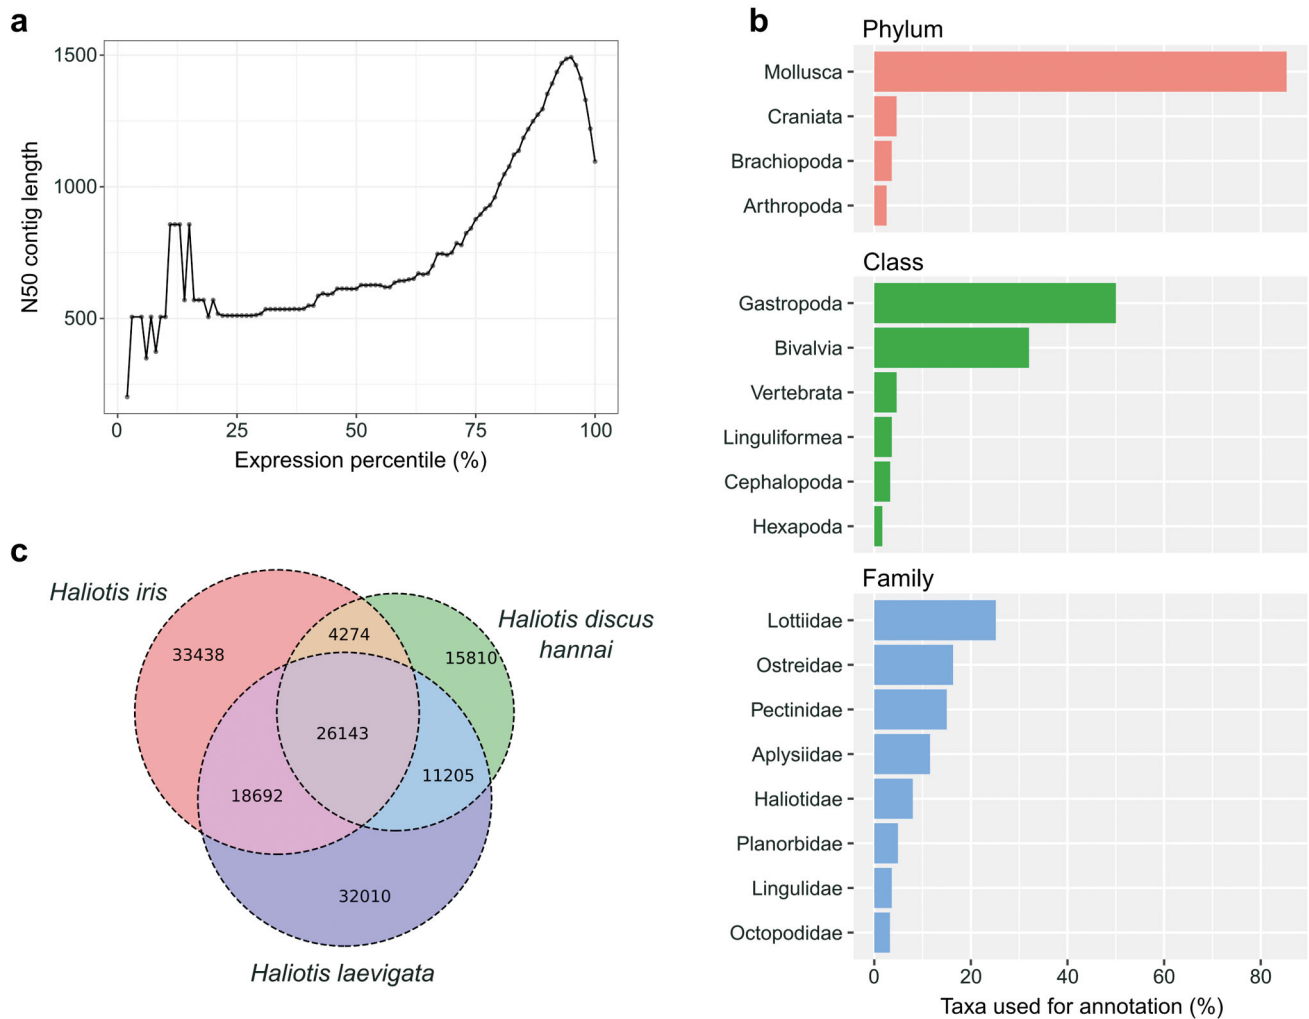 a
1500
1000
500
N50 contig length
0 25 50 75 100
Expression percentile (%)
b
Phylum
Mollusca
Craniata
Brachiopoda
Arthropoda
Class
Gastropoda
Bivalvia
Vertebrata
Linguliformea
Cephalopoda
Hexapoda
Family
Lottiidae
Ostreidae
Pectinidae
Aplysiidae
Haliotidae
Planorbidae
Lingulidae
Octopodidae
0 20 40 60 80
Taxa used for annotation (%)
c
Haliotis iris
Haliotis discus
hannai
4274
33438
15810
26143
11205
18692
32010
Haliotis laevigata